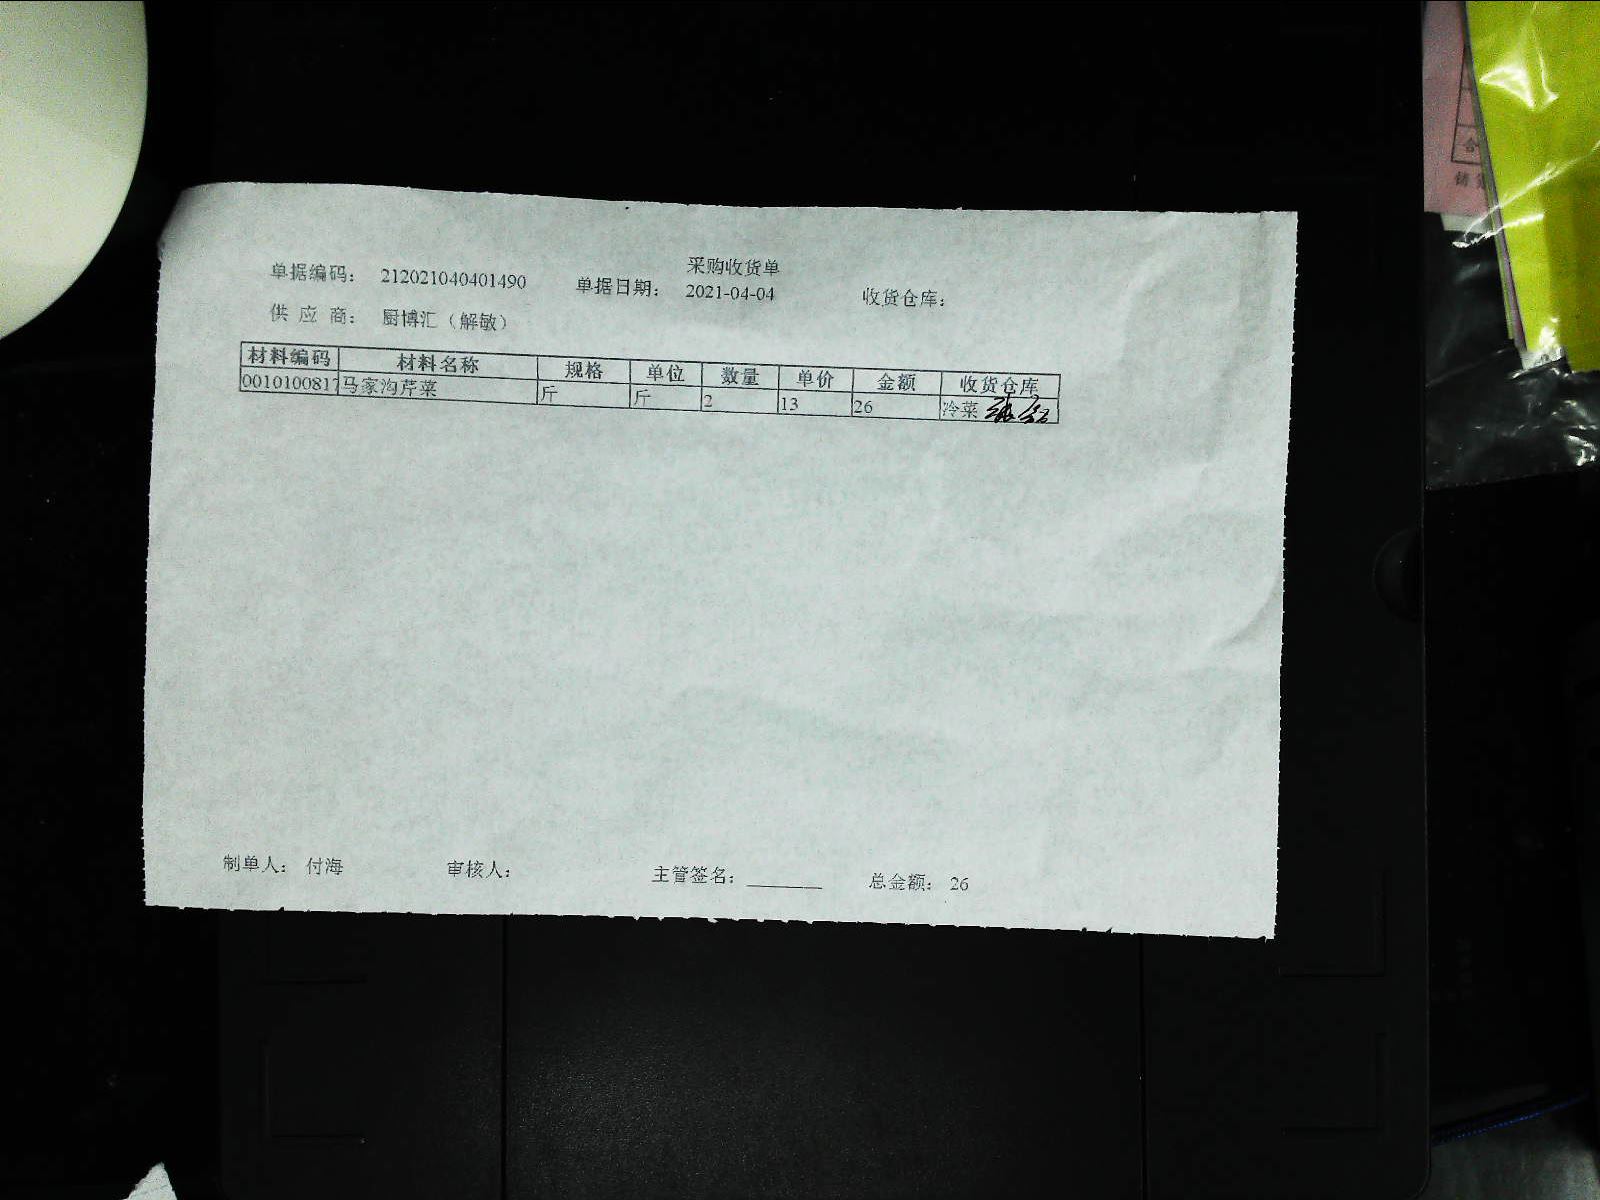 采购收货单
单据编码： 212021040401490 单据日期： 2021-04-04 收货仓库：
供 应 商： 厨博汇（解敏）
材料编码 材料名称 规格 单位 数量 单价 金额 收货仓库
0010100817 马家沟芹菜 斤 斤 2 13 26 冷菜
制单人： 付海 审核人： 主管签名： 总金额： 26
合
销货